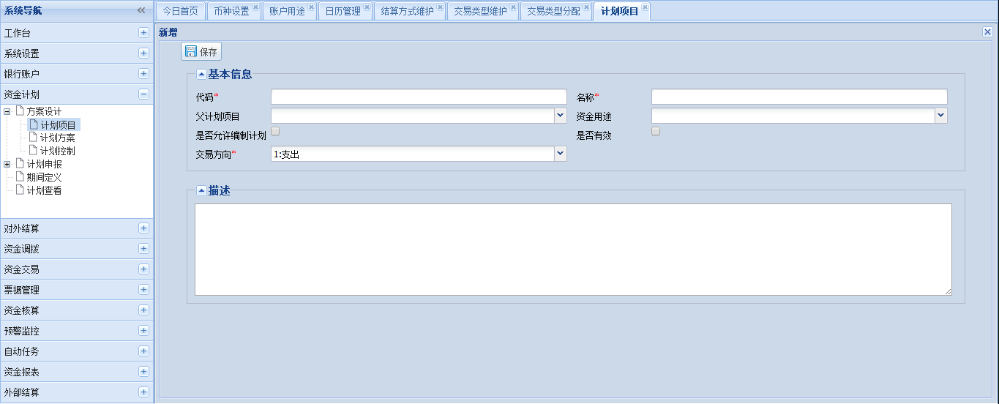 系统导航
工作台
系统设置
银行账户
资金计划
方案设计
计划项目
计划方案
计划控制
计划申报
期间定义
计划查看
对外结算
资金调拨
资金交易
票据管理
资金核算
预警监控
自动任务
资金报表
外部结算
今日首页 币种设置 账户用途 日历管理 结算方式维护 交易类型维护 交易类型分配 计划项目
新增
保存
基本信息
代码* 名称*
父计划项目 资金用途
是否允许编制计划 是否有效
交易方向* 1:支出
描述